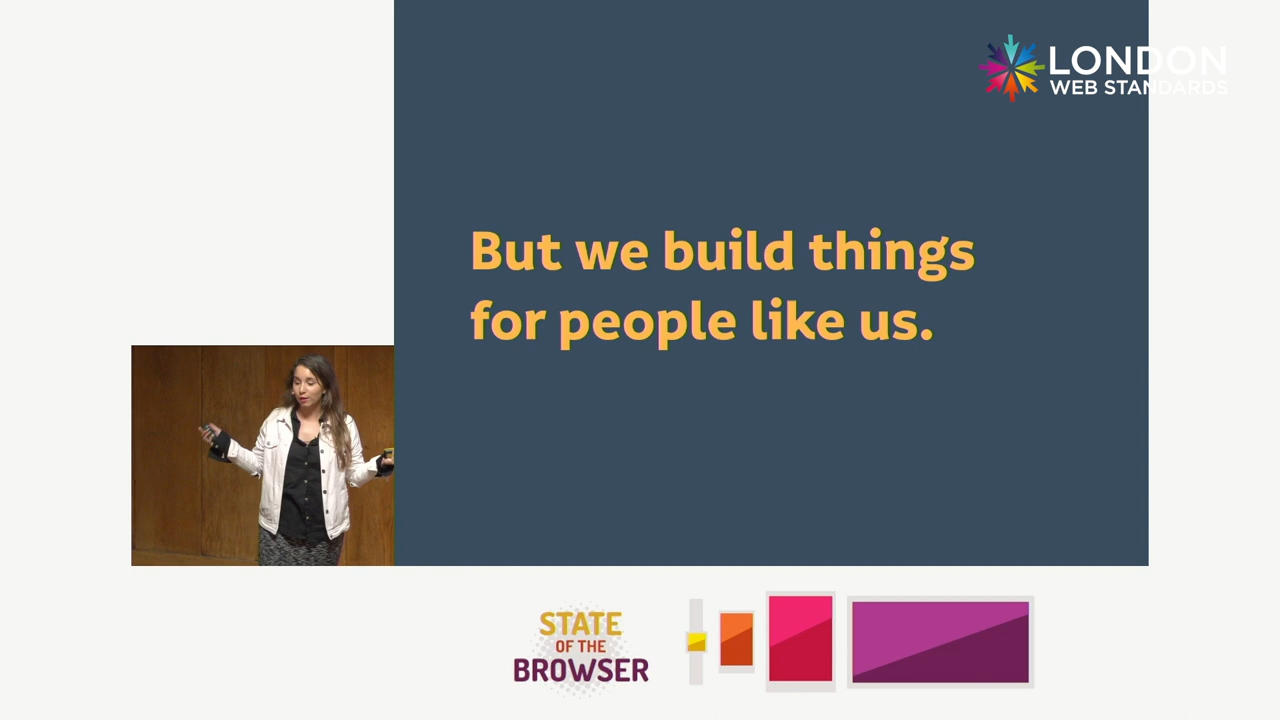 LONDON
WEB STANDARDS
But we build things
for people like us.
STATE
OF THE
BROWSER